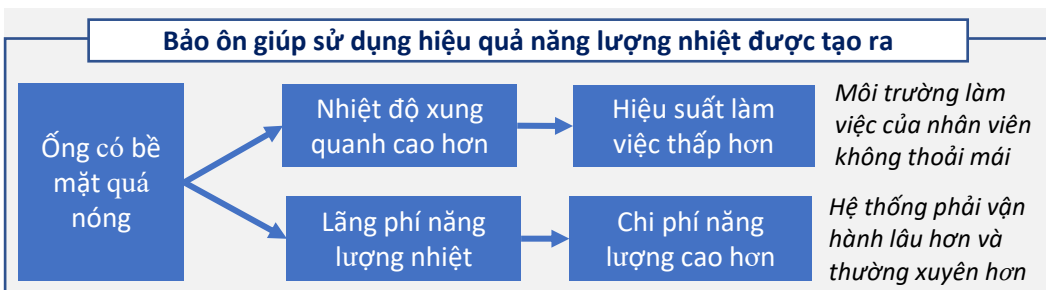 Bảo ôn giúp sử dụng hiệu quả năng lượng nhiệt được tạo ra
Ống có bề
mặt quá
nóng
Nhiệt độ xung
quanh cao hơn
Hiệu suất làm
việc thấp hơn
Môi trường làm
việc của nhân viên
không thoải mái
Lãng phí năng
lượng nhiệt
Chi phí năng
lượng cao hơn
Hệ thống phải vận
hành lâu hơn và
thường xuyên hơn